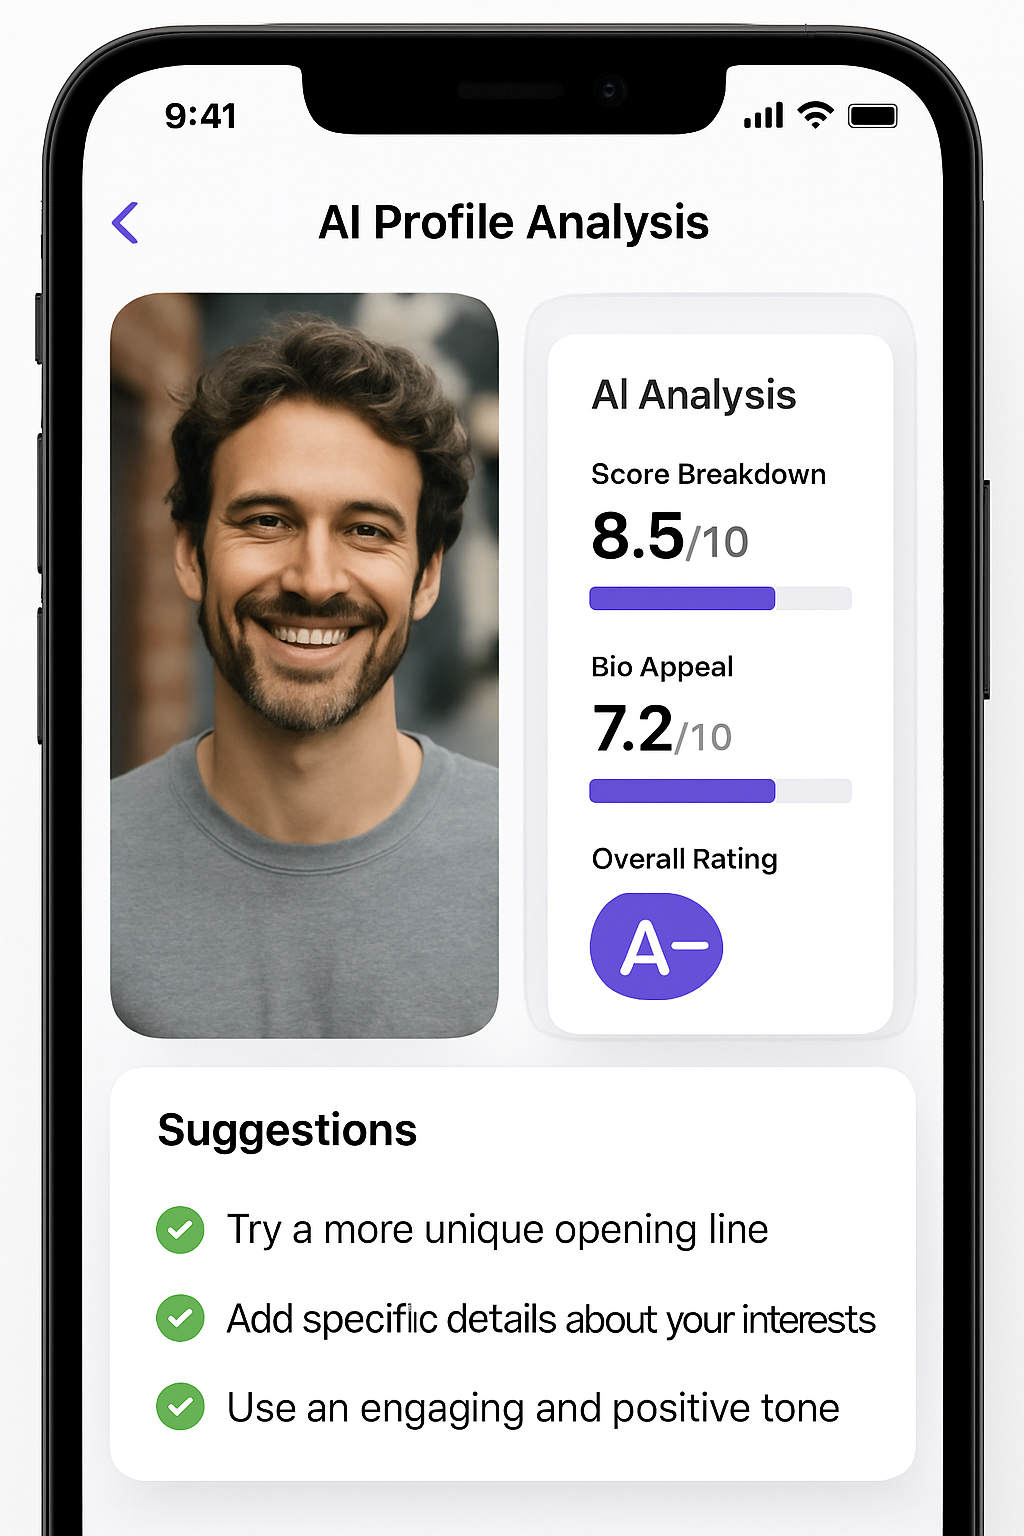 9:41
AI Profile Analysis
AI Analysis
Score Breakdown
8.5/10
Bio Appeal
7.2/10
Overall Rating
A-
Suggestions
Try a more unique opening line
Add specific details about your interests
Use an engaging and positive tone